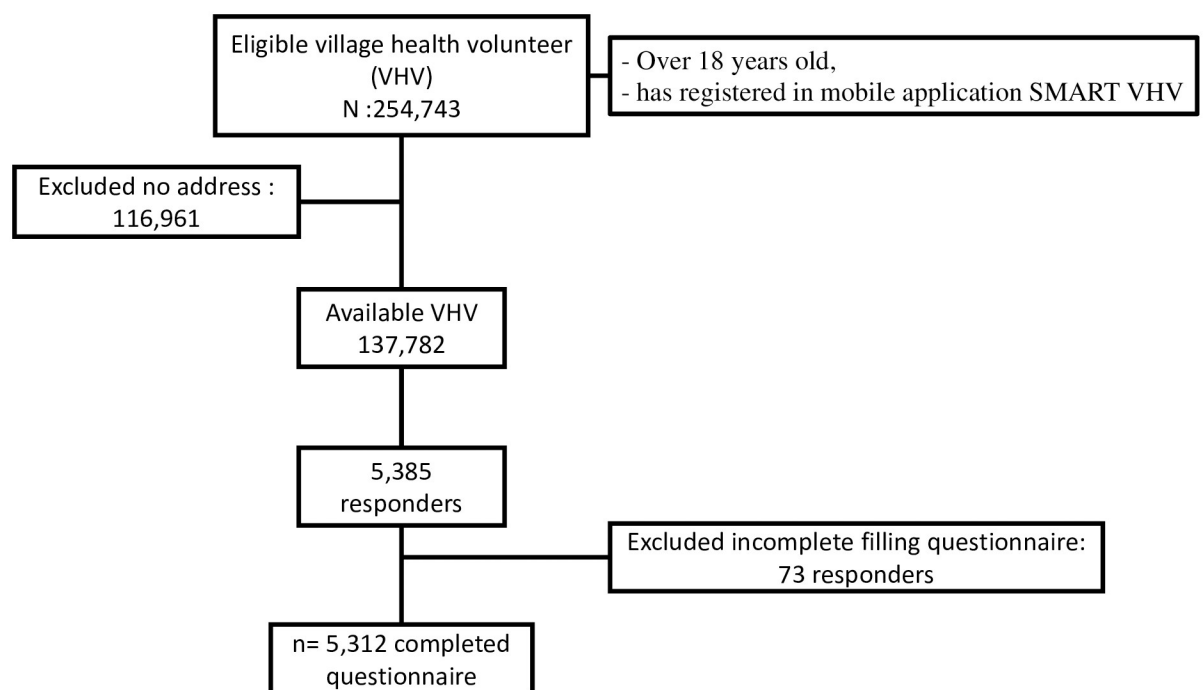 Eligible village health volunteer
(VHV)
N :254,743
- Over 18 years old,
- has registered in mobile application SMART VHV
Excluded no address :
116,961
Available VHV
137,782
5,385
responders
Excluded incomplete filling questionnaire:
73 responders
n= 5,312 completed
questionnaire